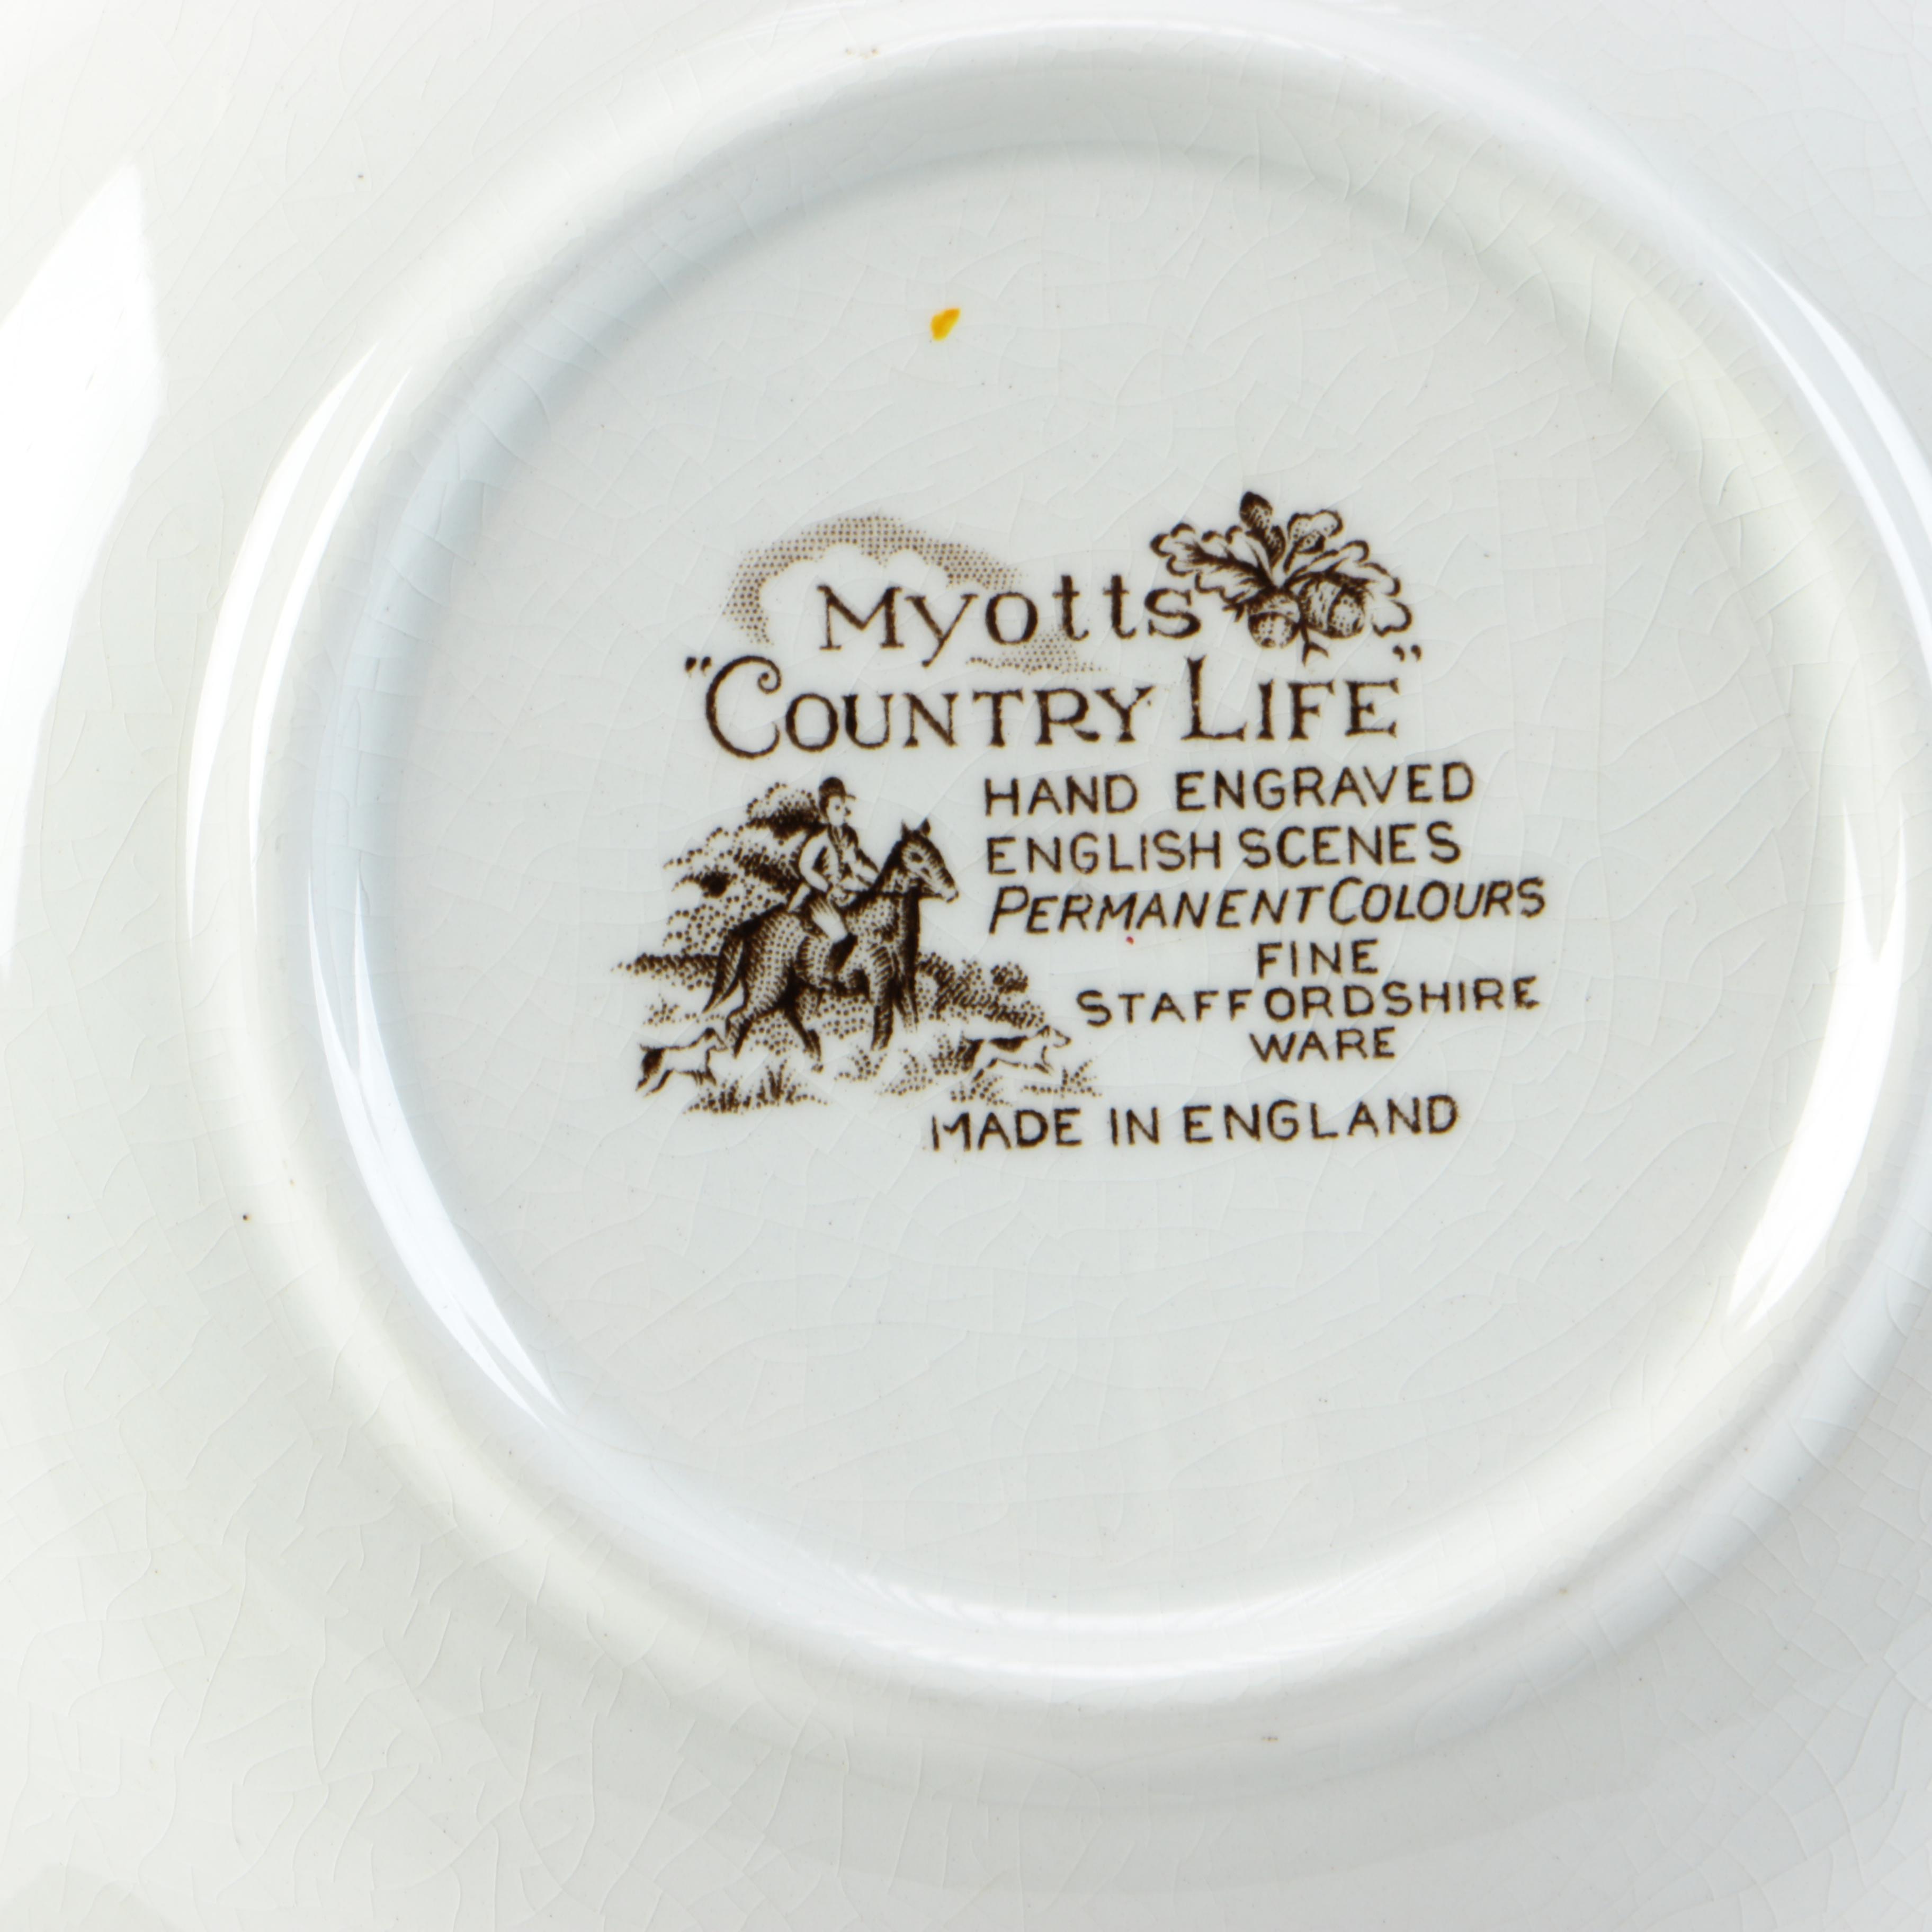 Myotts
"COUNTRY LIFE"
HAND ENGRAVED
ENGLISH SCENES
PERMANENT COLOURS
FINE
STAFFORDSHIRE
WARE
MADE IN ENGLAND